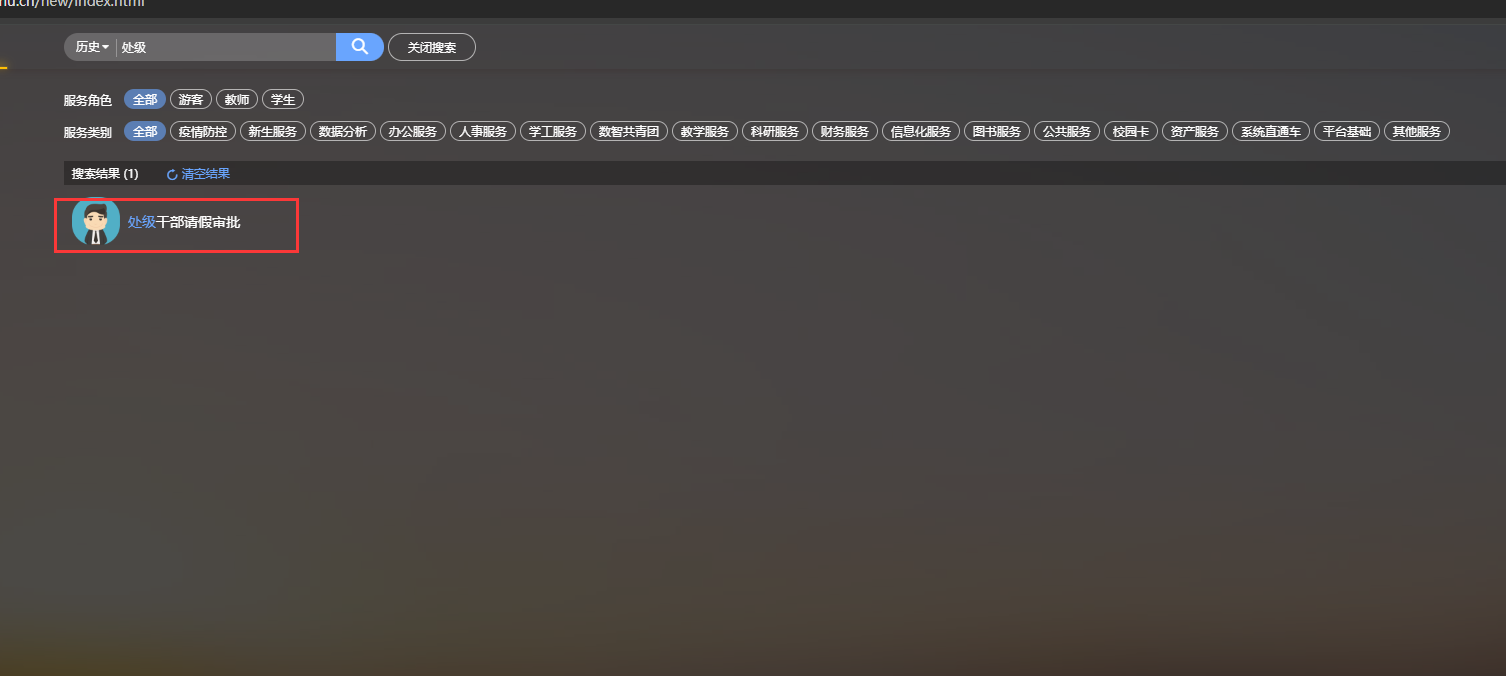 nu.cn/new/index.html
历史 处级 关闭搜索
服务角色 全部 游客 教师 学生
服务类别 全部 疫情防控 新生服务 数据分析 办公服务 人事服务 学工服务 数智共青团 教学服务 科研服务 财务服务 信息化服务 图书服务 公共服务 校园卡 资产服务 系统直通车 平台基础 其他服务
搜索结果 (1) 清空结果
处级干部请假审批